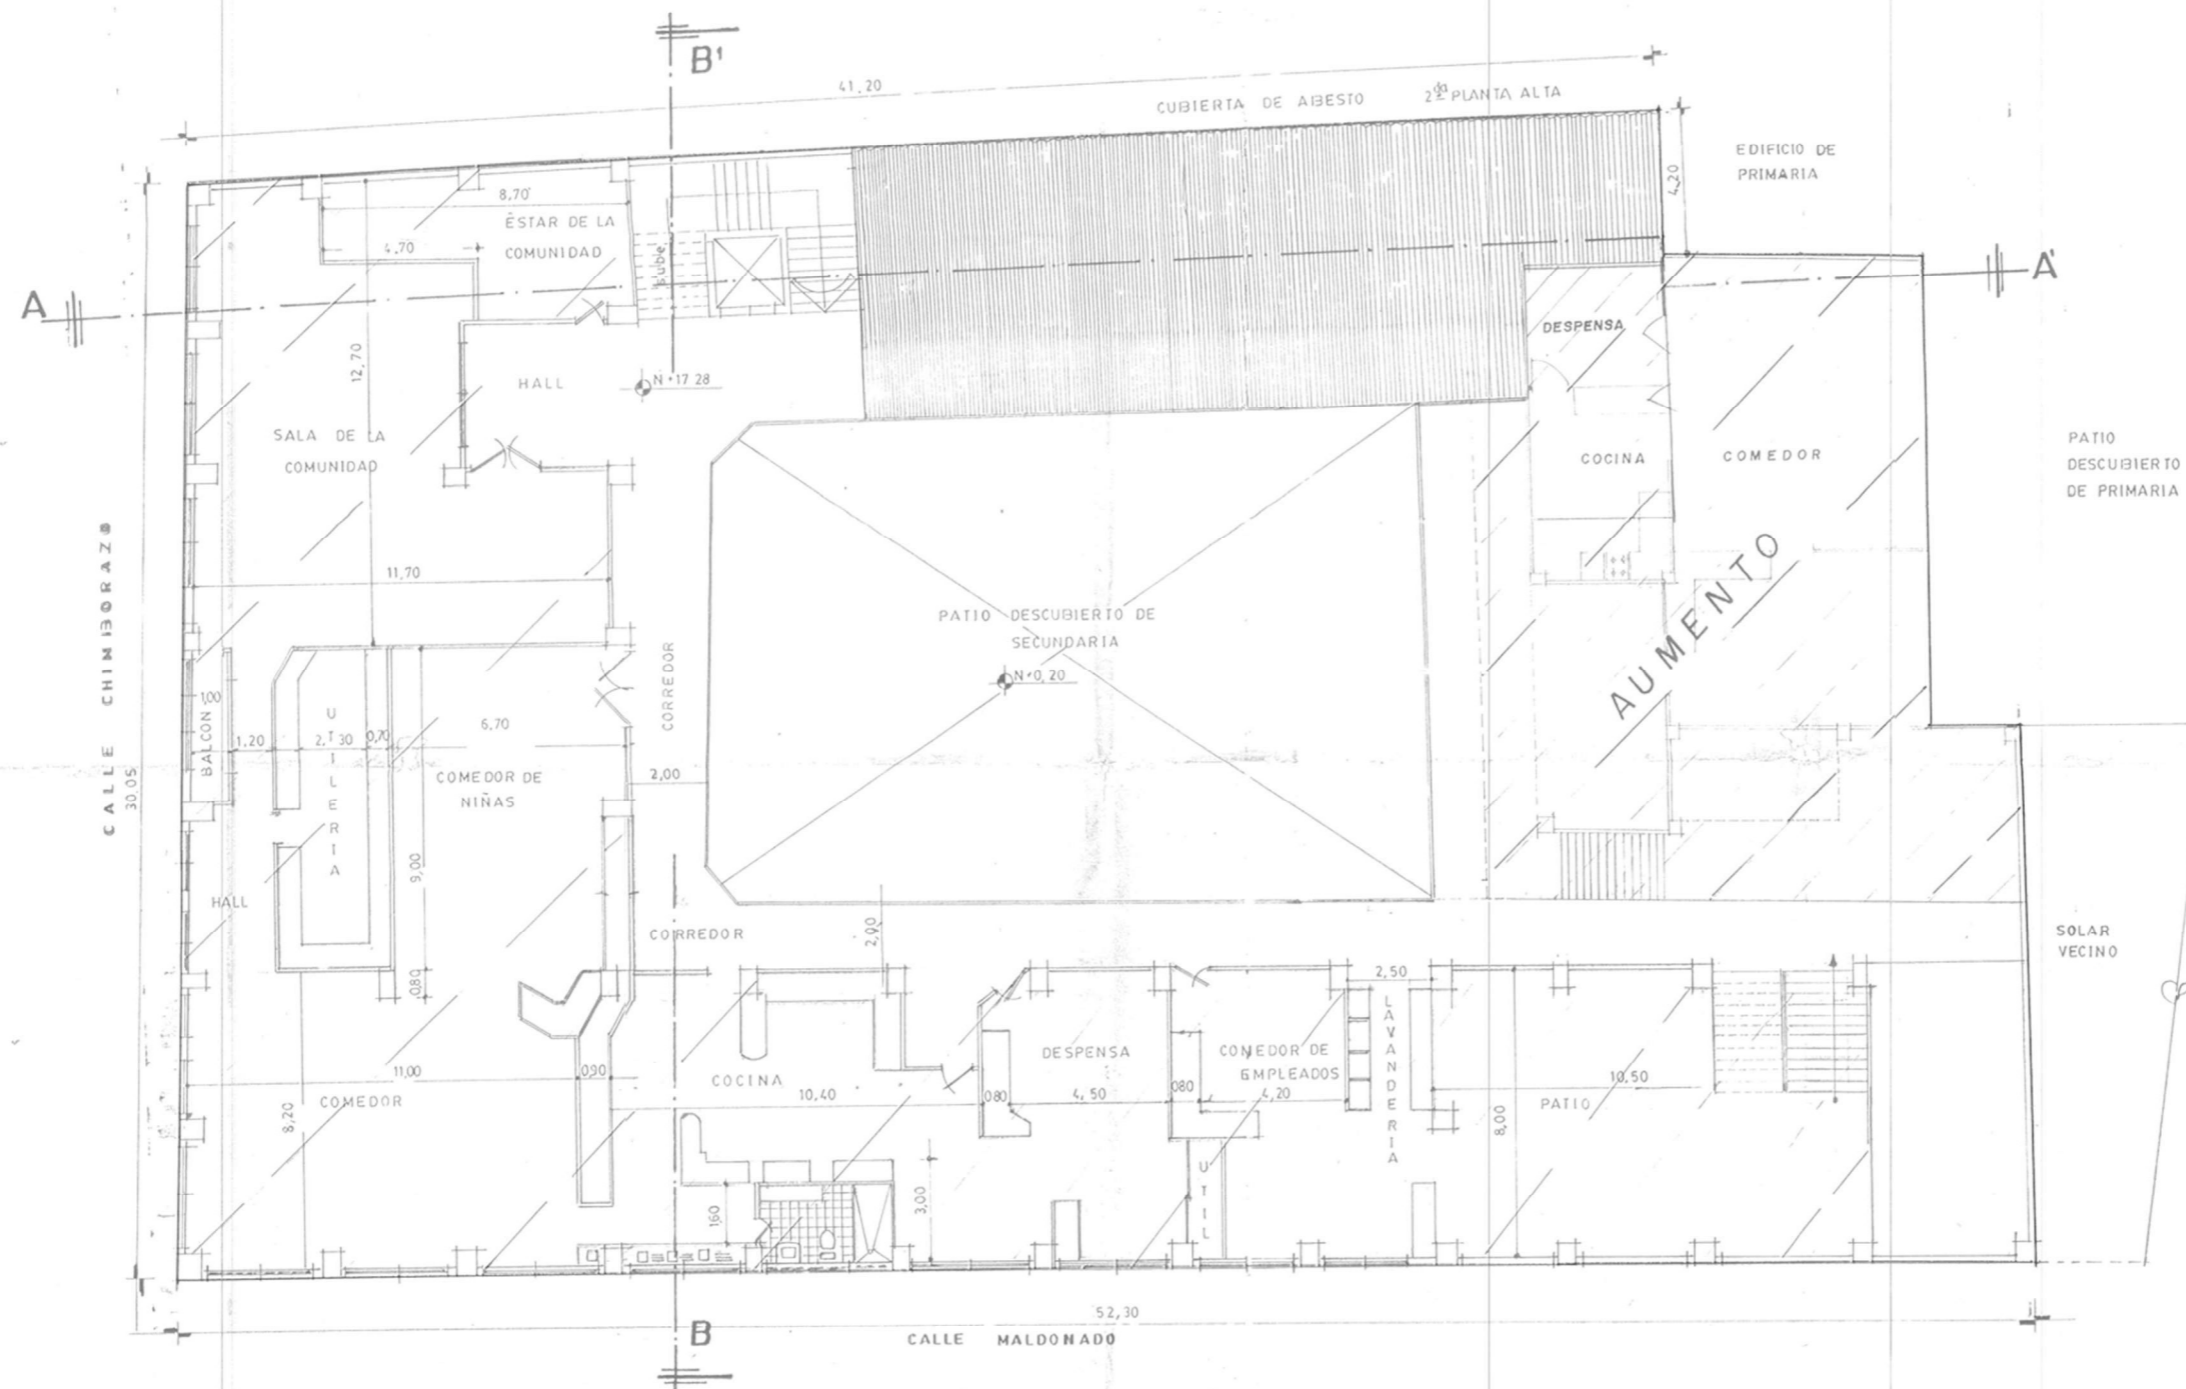 B'
41,20
CUBIERTA DE ABESTO 2da PLANTA ALTA
EDIFICIO DE
PRIMARIA
4,20
8,70
ESTAR DE LA
COMUNIDAD
4,70
sube
A
A'
DESPENSA
12,70
HALL
N+17 28
SALA DE LA
COMUNIDAD
COCINA
COMEDOR
PATIO
DESCUBIERTO
DE PRIMARIA
CALLE CHIMBORAZO
30,05
11,70
AUMENTO
PATIO DESCUBIERTO DE
SECUNDARIA
N+0,20
CORREDOR
BALCON
1,00
1,20
2,30
0,70
UTILERIA
6,70
COMEDOR DE
NIÑAS
2,00
9,00
HALL
CORREDOR
2,00
SOLAR
VECINO
0,80
2,50
LAVANDERIA
DESPENSA
COMEDOR DE
EMPLEADOS
11,00
0,90
COCINA
10,40
0,80
4,50
0,80
4,20
10,50
COMEDOR
8,20
PATIO
8,00
UTIL
3,00
1,60
52,30
B
CALLE MALDONADO